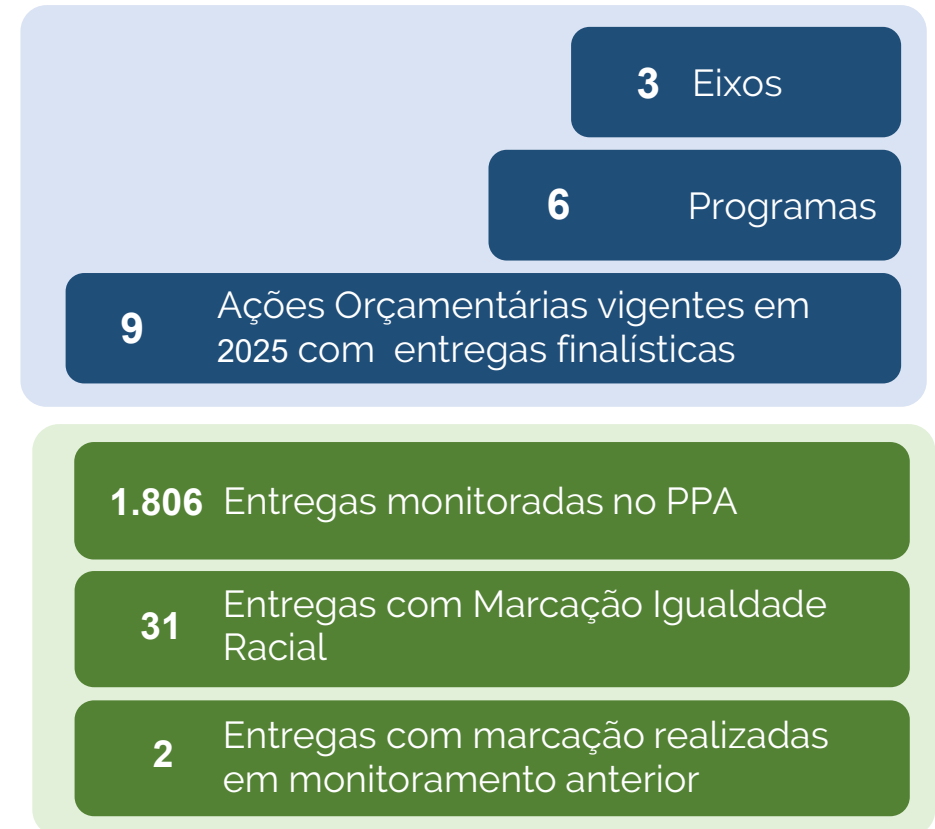 3 Eixos
6 Programas
9 Ações Orçamentárias vigentes em
2025 com entregas finalísticas
1.806 Entregas monitoradas no PPA
31 Entregas com Marcação Igualdade
Racial
2 Entregas com marcação realizadas
em monitoramento anterior